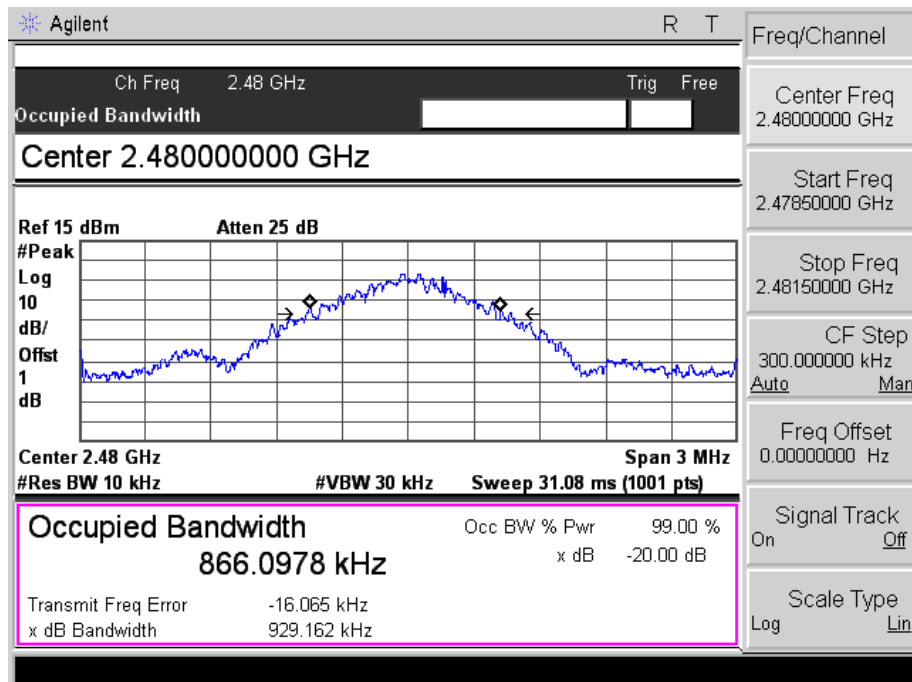 Agilent R T
Freq/Channel
Ch Freq 2.48 GHz Trig Free
Occupied Bandwidth
Center 2.480000000 GHz
Center Freq
2.48000000 GHz
Start Freq
2.47850000 GHz
Stop Freq
2.48150000 GHz
CF Step
300.000000 kHz
Auto Man
Freq Offset
0.00000000 Hz
Signal Track
On Off
Scale Type
Log Lin
Ref 15 dBm Atten 25 dB
#Peak
Log
10
dB/
Offst
1
dB
Center 2.48 GHz Span 3 MHz
#Res BW 10 kHz #VBW 30 kHz Sweep 31.08 ms (1001 pts)
Occupied Bandwidth Occ BW % Pwr 99.00 %
866.0978 kHz x dB -20.00 dB
Transmit Freq Error -16.065 kHz
x dB Bandwidth 929.162 kHz